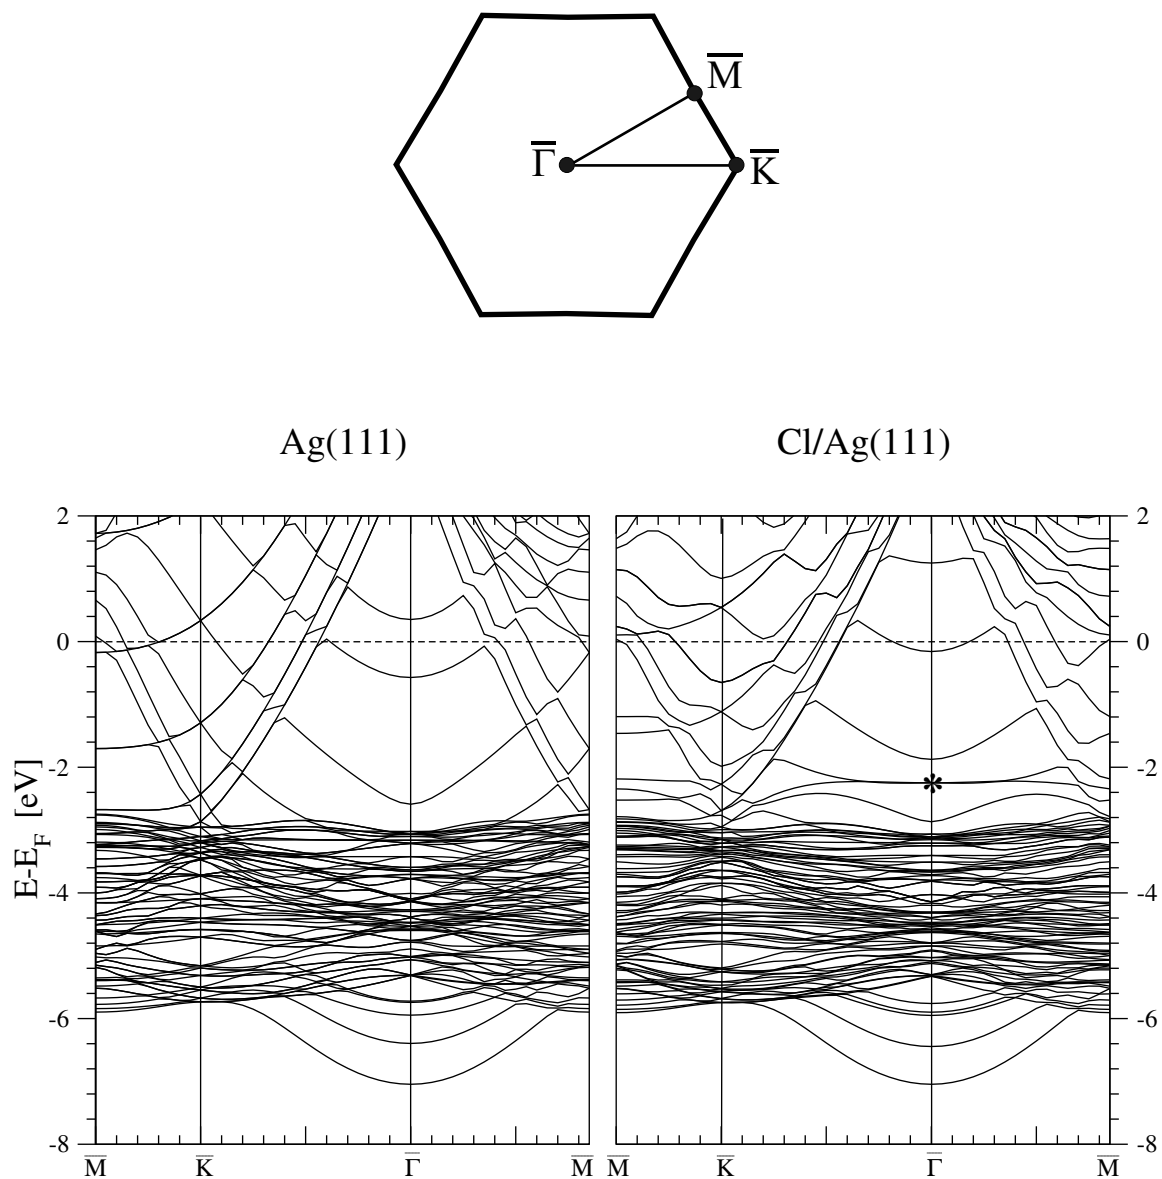 M̅
Γ̅ K̅
Ag(111) Cl/Ag(111)
2 2
0 0
-2 -2
*
E-E_F [eV]
-4 -4
-6 -6
-8 -8
M̅ K̅ Γ̅ M̅ M̅ K̅ Γ̅ M̅